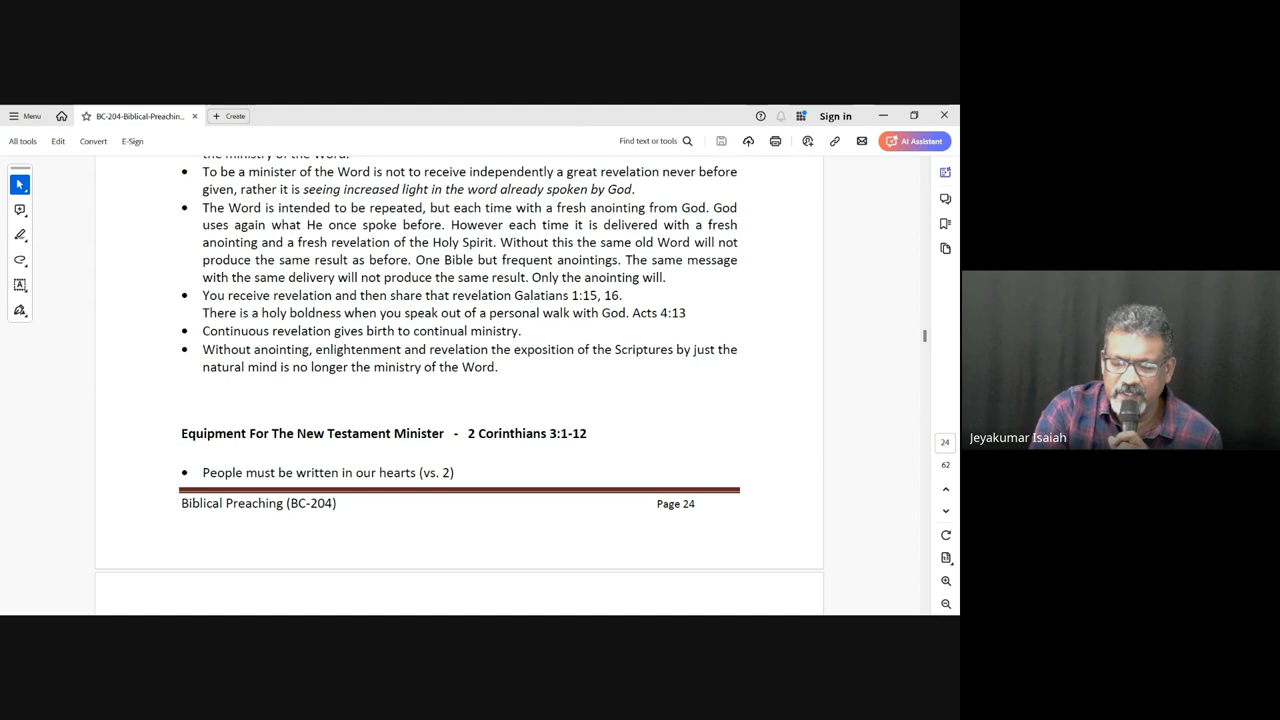 Menu
BC-204-Biblical-Preachin...
Create
Sign in
All tools
Edit
Convert
E-Sign
Find text or tools
AI Assistant
the ministry of the Word.
• To be a minister of the Word is not to receive independently a great revelation never before
given, rather it is seeing increased light in the word already spoken by God.
• The Word is intended to be repeated, but each time with a fresh anointing from God. God
uses again what He once spoke before. However each time it is delivered with a fresh
anointing and a fresh revelation of the Holy Spirit. Without this the same old Word will not
produce the same result as before. One Bible but frequent anointings. The same message
with the same delivery will not produce the same result. Only the anointing will.
• You receive revelation and then share that revelation Galatians 1:15, 16.
There is a holy boldness when you speak out of a personal walk with God. Acts 4:13
• Continuous revelation gives birth to continual ministry.
• Without anointing, enlightenment and revelation the exposition of the Scriptures by just the
natural mind is no longer the ministry of the Word.
Equipment For The New Testament Minister - 2 Corinthians 3:1-12
• People must be written in our hearts (vs. 2)
Biblical Preaching (BC-204)
Page 24
24
62
Jeyakumar Isaiah